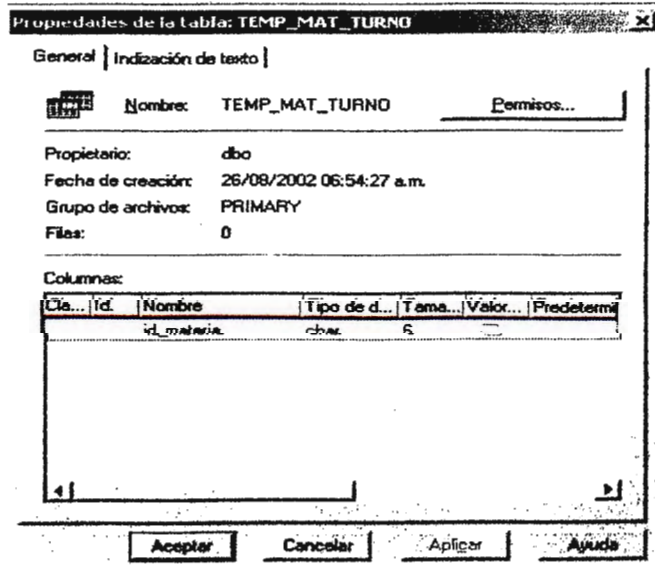 Propiedades de la tabla: TEMP_MAT_TURNO
General Indización de texto
Nombre: TEMP_MAT_TURNO Permisos...
Propietario: dbo
Fecha de creación: 26/08/2002 06:54:27 a.m.
Grupo de archivos: PRIMARY
Filas: 0
Columnas:
Cla... Id. Nombre Tipo de d... Tama... Valor... Predetermi
id_materia char 6
Aceptar Cancelar Aplicar Ayuda